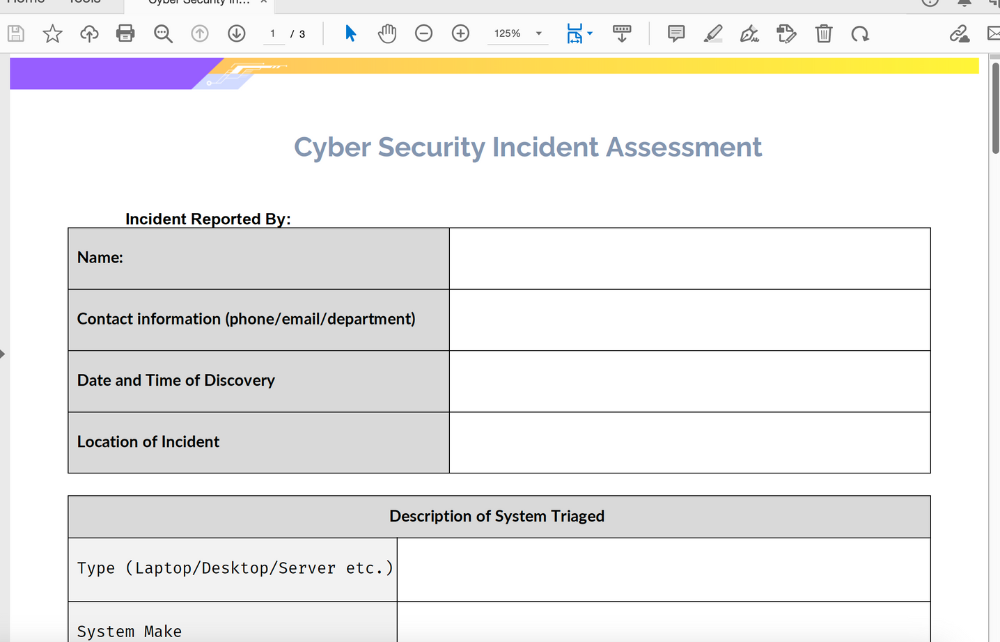 Home Tools Cyber Security In... ×
1 / 3 125%
Cyber Security Incident Assessment
Incident Reported By:
Name:
Contact information (phone/email/department)
Date and Time of Discovery
Location of Incident
Description of System Triaged
Type (Laptop/Desktop/Server etc.)
System Make